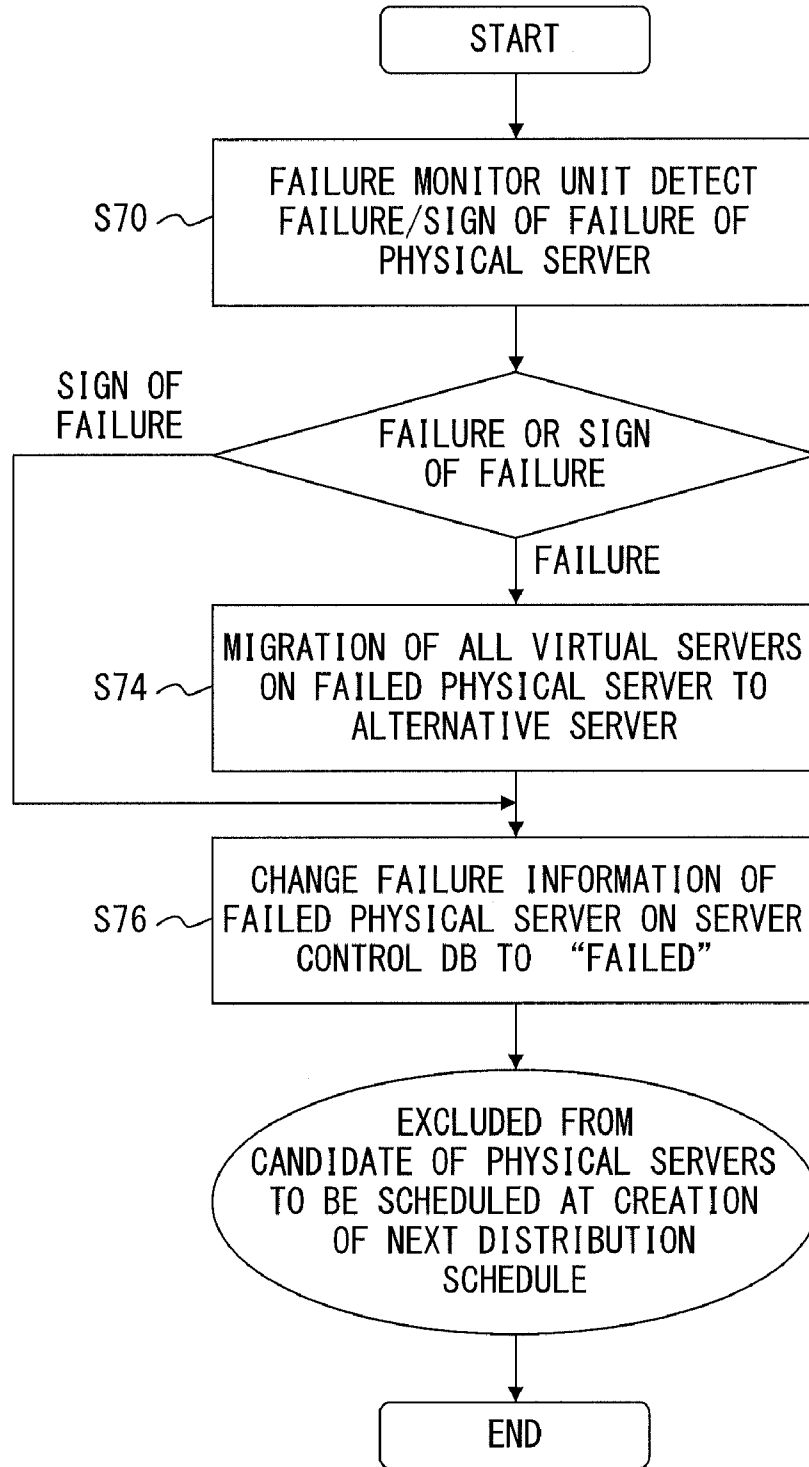 START
FAILURE MONITOR UNIT DETECT
FAILURE/SIGN OF FAILURE OF
PHYSICAL SERVER
S70
SIGN OF
FAILURE
FAILURE OR SIGN
OF FAILURE
FAILURE
MIGRATION OF ALL VIRTUAL SERVERS
ON FAILED PHYSICAL SERVER TO
ALTERNATIVE SERVER
S74
CHANGE FAILURE INFORMATION OF
FAILED PHYSICAL SERVER ON SERVER
CONTROL DB TO “FAILED”
S76
EXCLUDED FROM
CANDIDATE OF PHYSICAL SERVERS
TO BE SCHEDULED AT CREATION
OF NEXT DISTRIBUTION
SCHEDULE
END